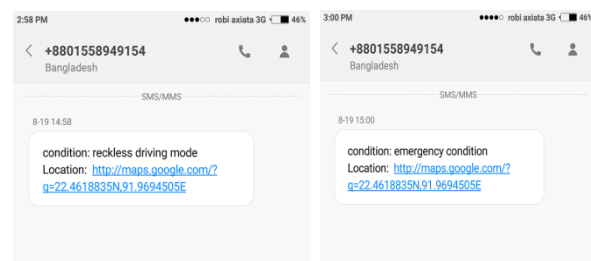 2:58 PM robi axiata 3G 46%
+8801558949154
Bangladesh
SMS/MMS
8-19 14:58
condition: reckless driving mode
Location: http://maps.google.com/?
q=22.4618835N,91.9694505E
3:00 PM robi axiata 3G 46%
+8801558949154
Bangladesh
SMS/MMS
8-19 15:00
condition: emergency condition
Location: http://maps.google.com/?
q=22.4618835N,91.9694505E